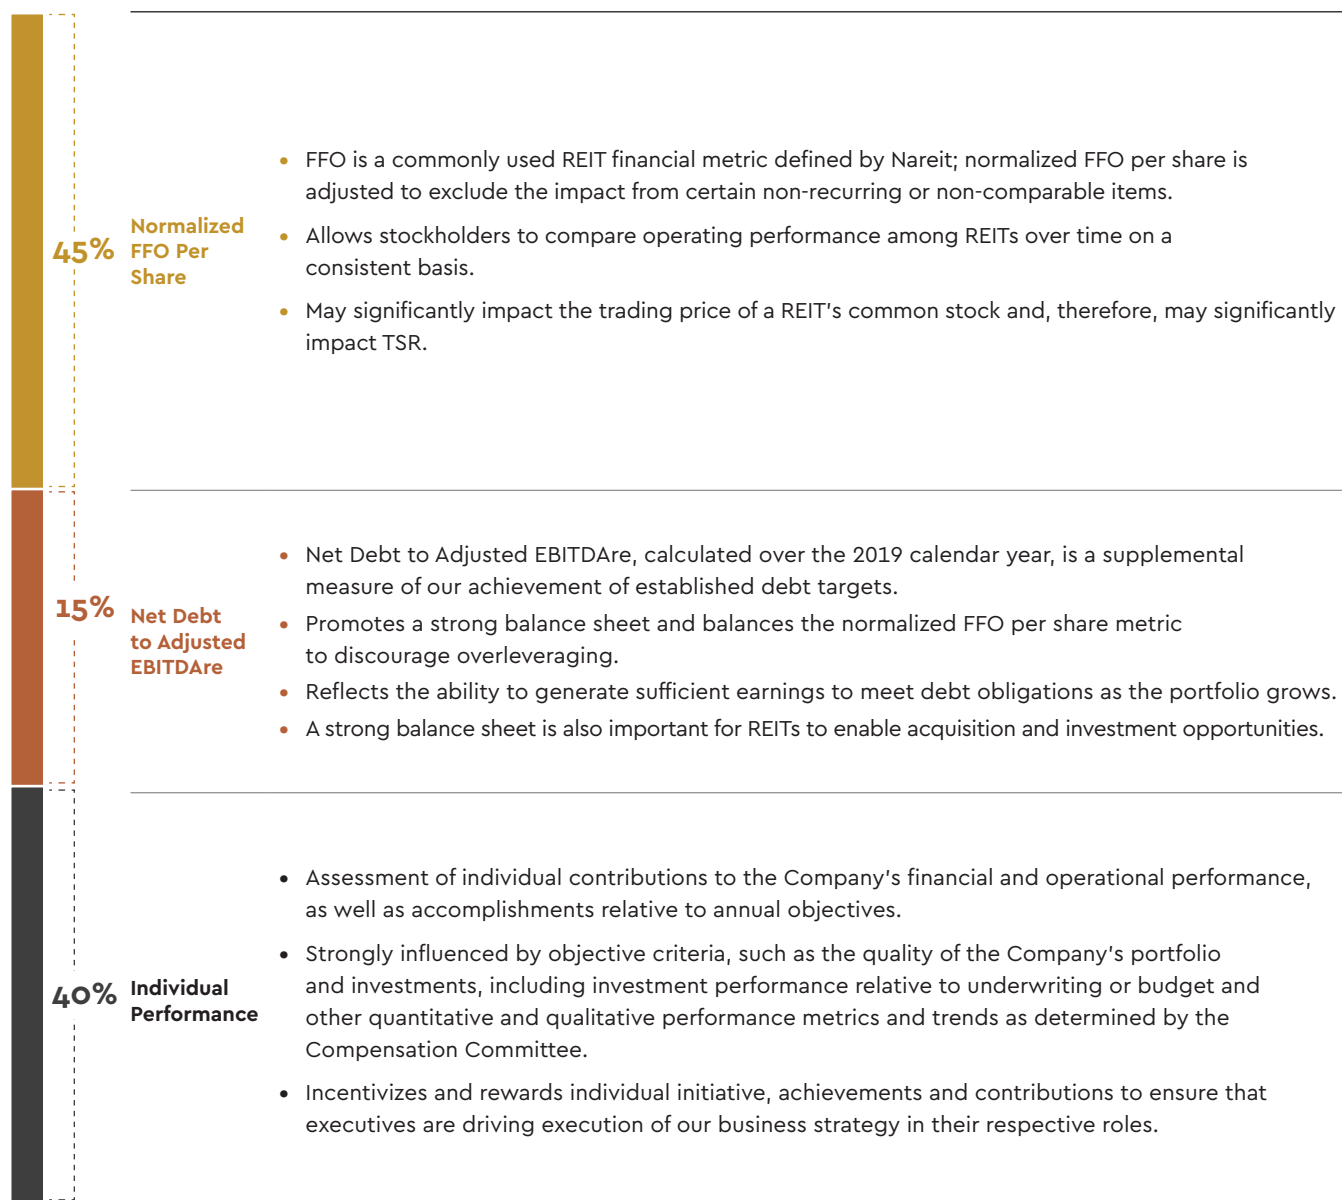 45%
Normalized
FFO Per
Share
• FFO is a commonly used REIT financial metric defined by Nareit; normalized FFO per share is
adjusted to exclude the impact from certain non-recurring or non-comparable items.
• Allows stockholders to compare operating performance among REITs over time on a
consistent basis.
• May significantly impact the trading price of a REIT's common stock and, therefore, may significantly
impact TSR.
15%
Net Debt
to Adjusted
EBITDAre
• Net Debt to Adjusted EBITDAre, calculated over the 2019 calendar year, is a supplemental
measure of our achievement of established debt targets.
• Promotes a strong balance sheet and balances the normalized FFO per share metric
to discourage overleveraging.
• Reflects the ability to generate sufficient earnings to meet debt obligations as the portfolio grows.
• A strong balance sheet is also important for REITs to enable acquisition and investment opportunities.
40%
Individual
Performance
• Assessment of individual contributions to the Company's financial and operational performance,
as well as accomplishments relative to annual objectives.
• Strongly influenced by objective criteria, such as the quality of the Company's portfolio
and investments, including investment performance relative to underwriting or budget and
other quantitative and qualitative performance metrics and trends as determined by the
Compensation Committee.
• Incentivizes and rewards individual initiative, achievements and contributions to ensure that
executives are driving execution of our business strategy in their respective roles.